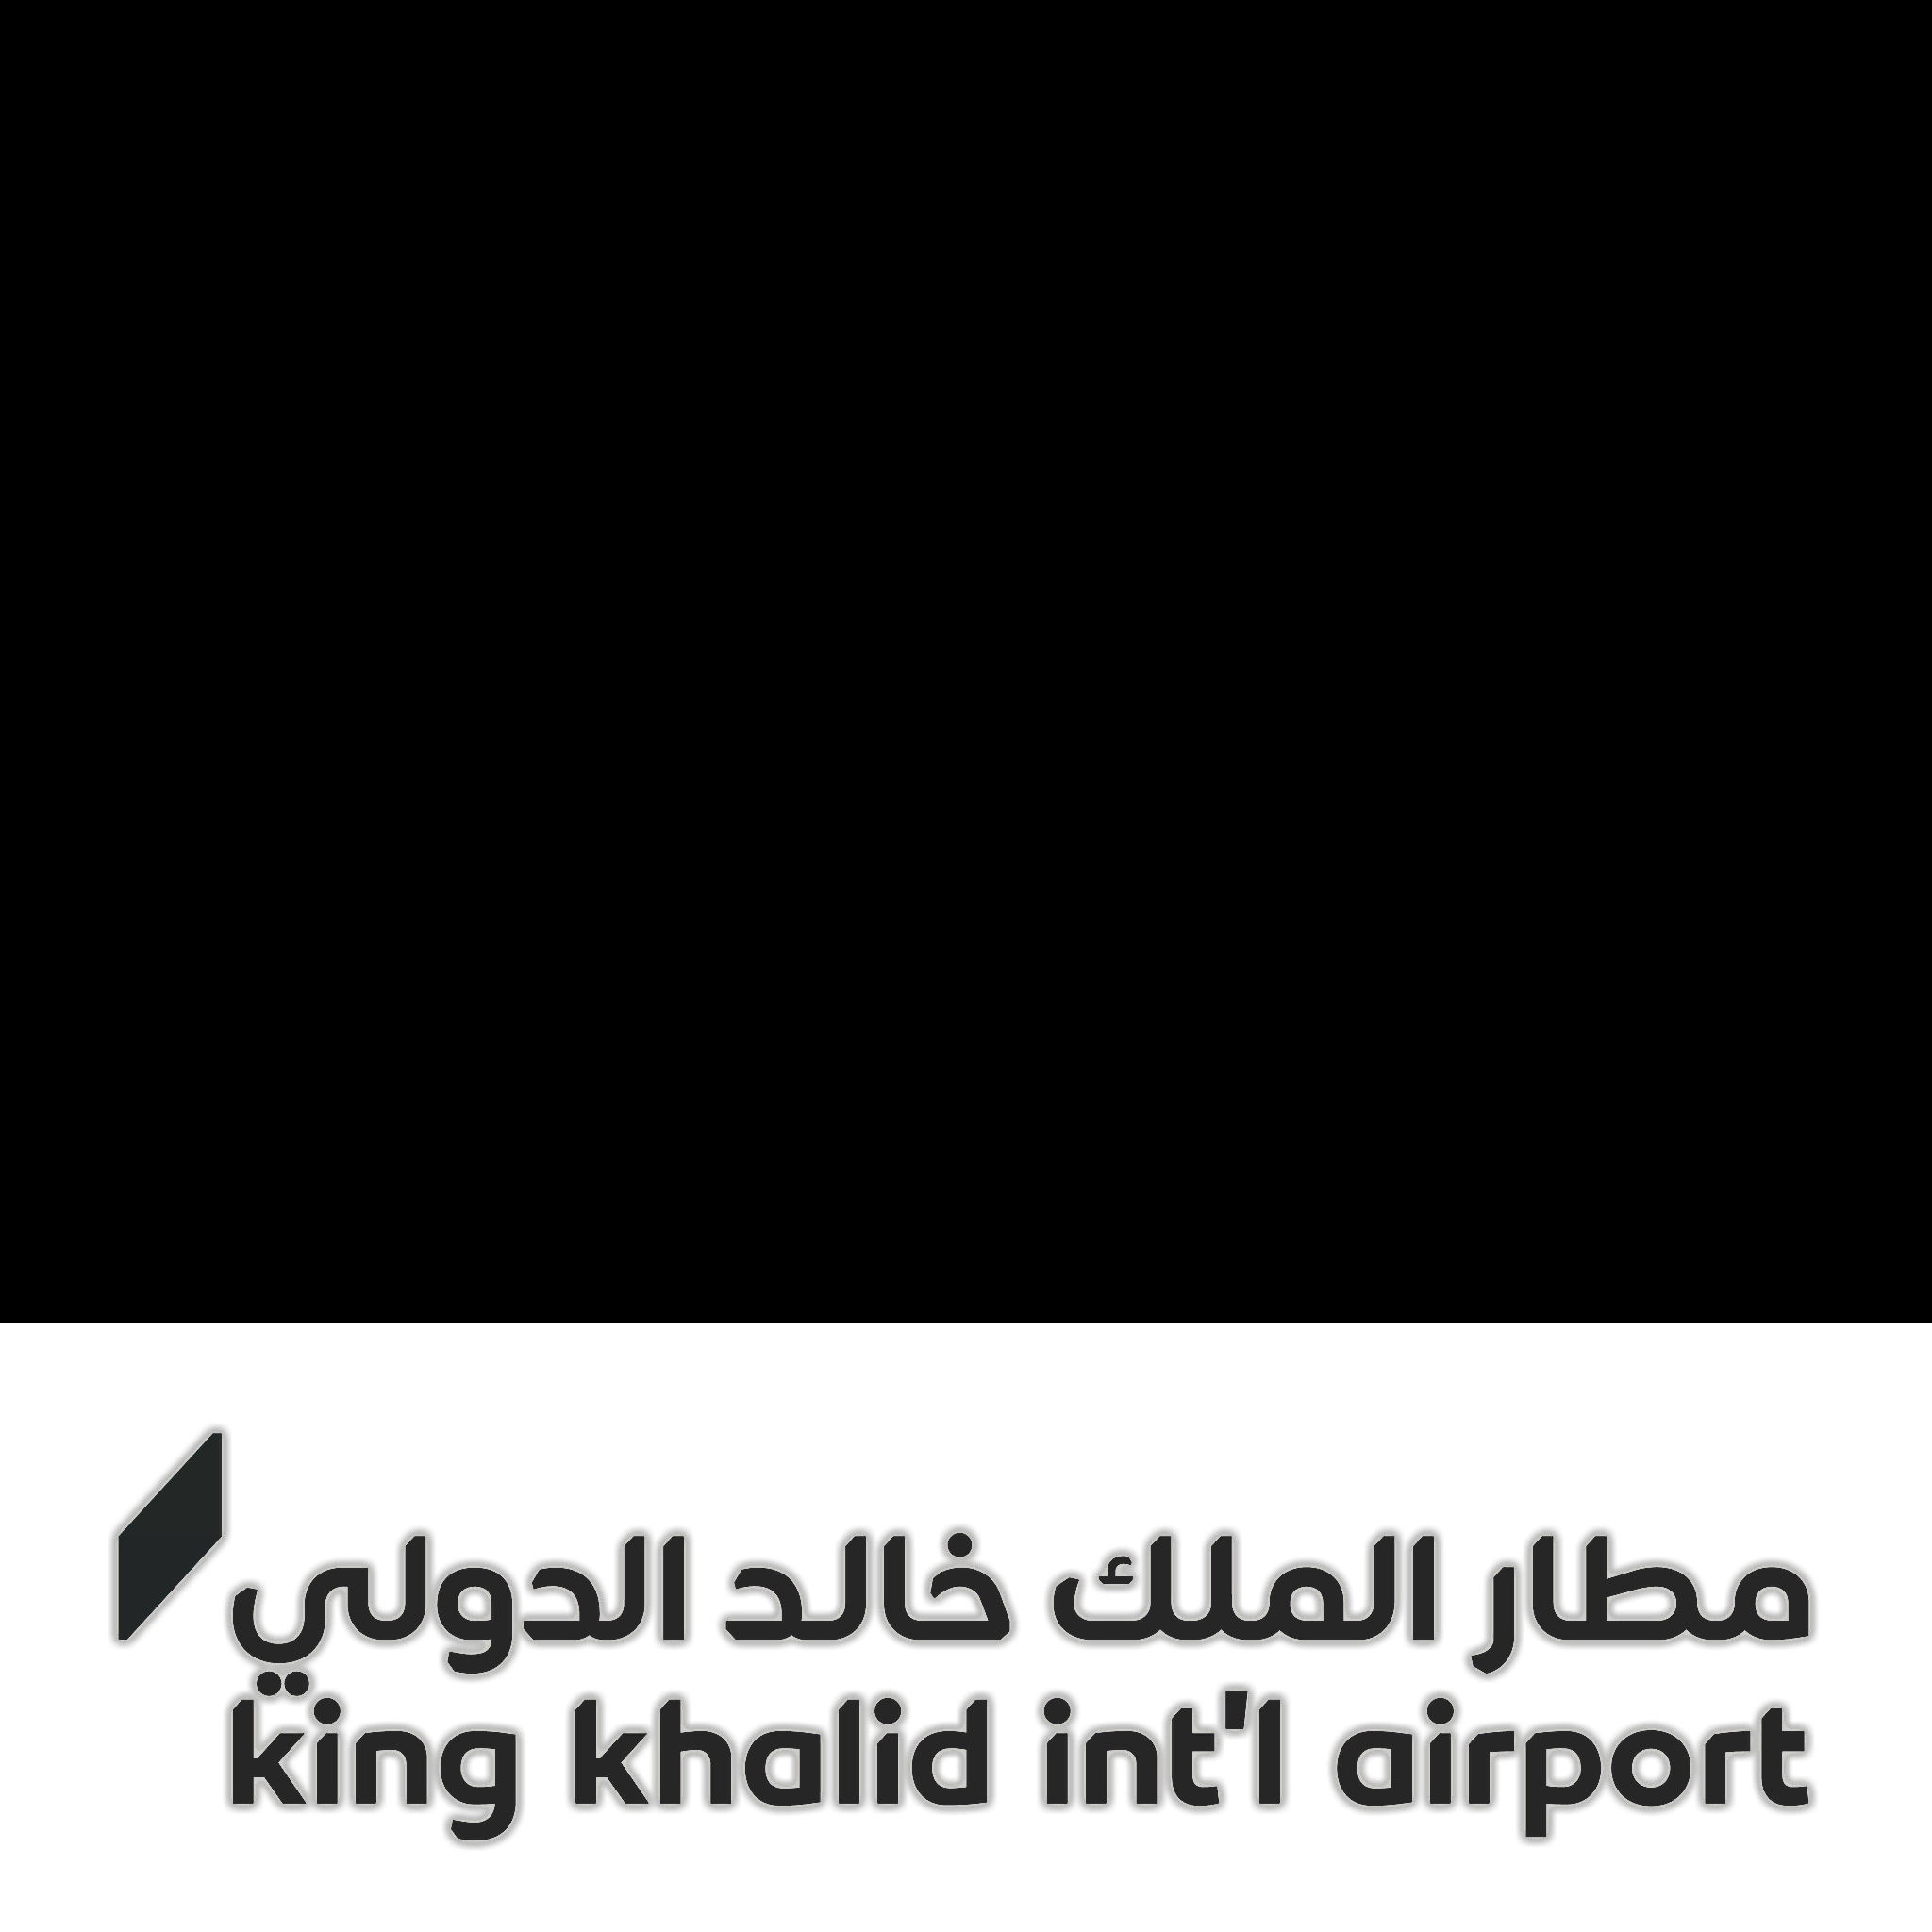 مطار الملك خالد الدولي
king khalid int'l airport